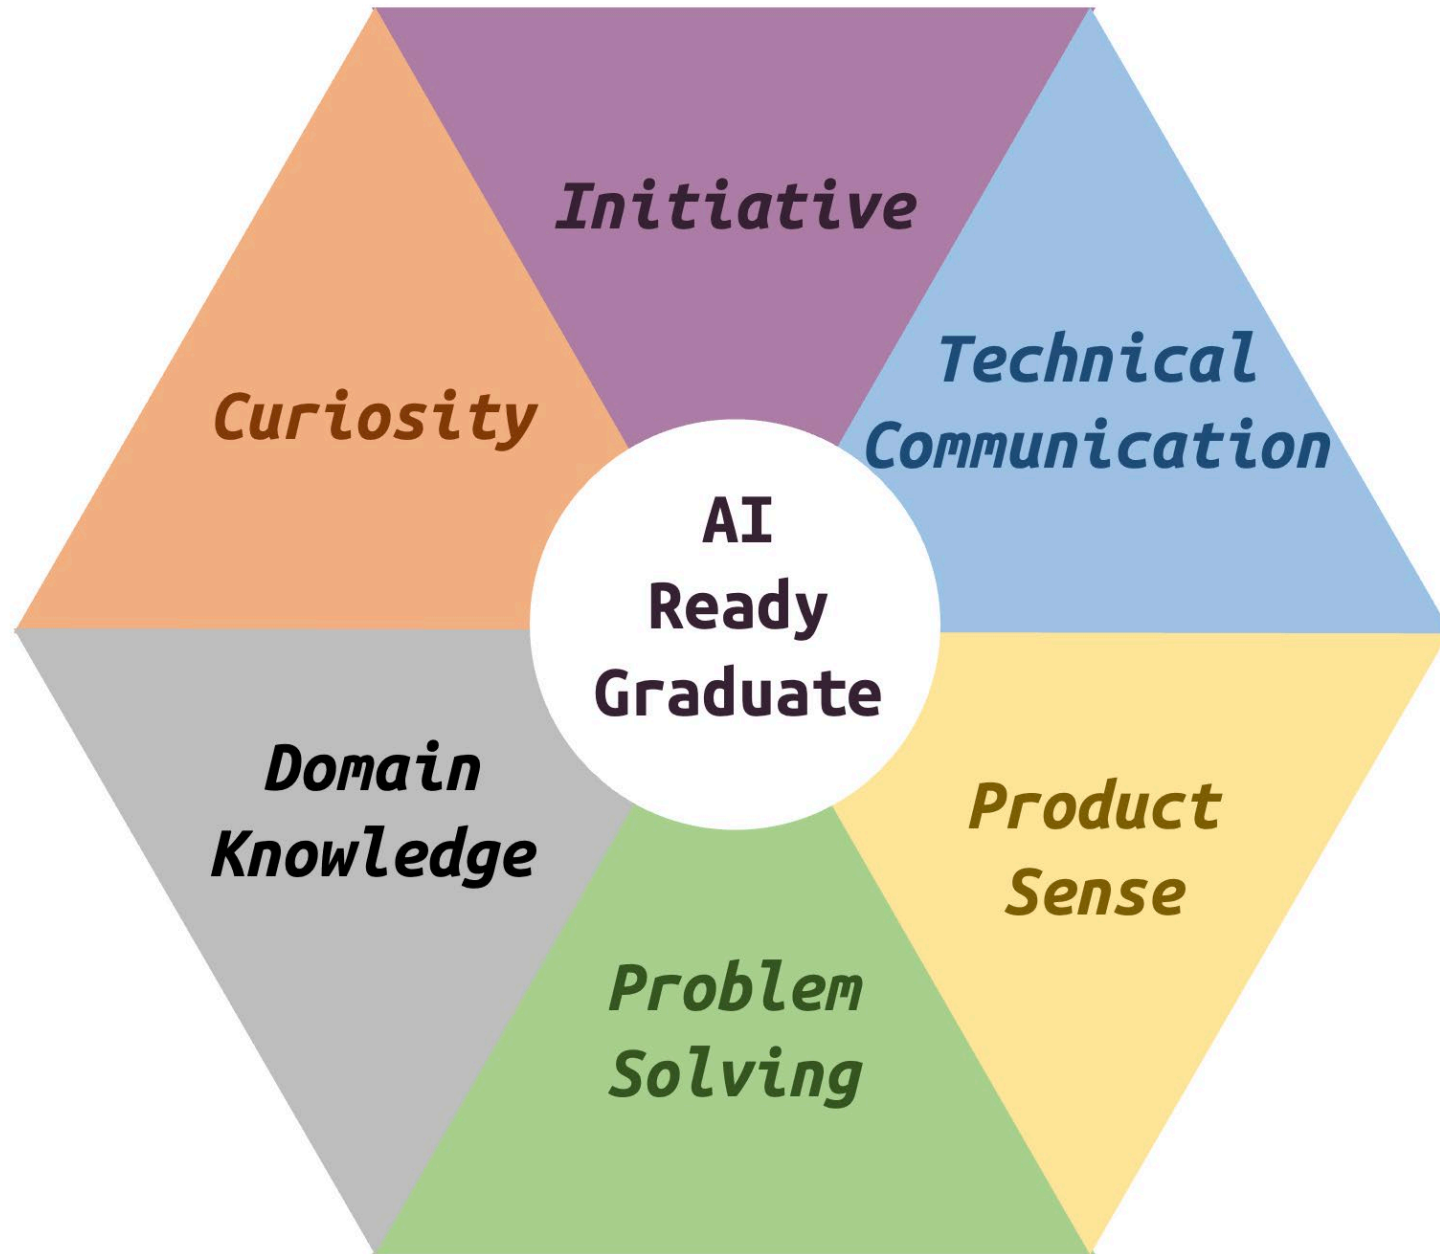 Initiative
Technical
Communication
Curiosity
AI
Ready
Graduate
Domain
Knowledge
Product
Sense
Problem
Solving